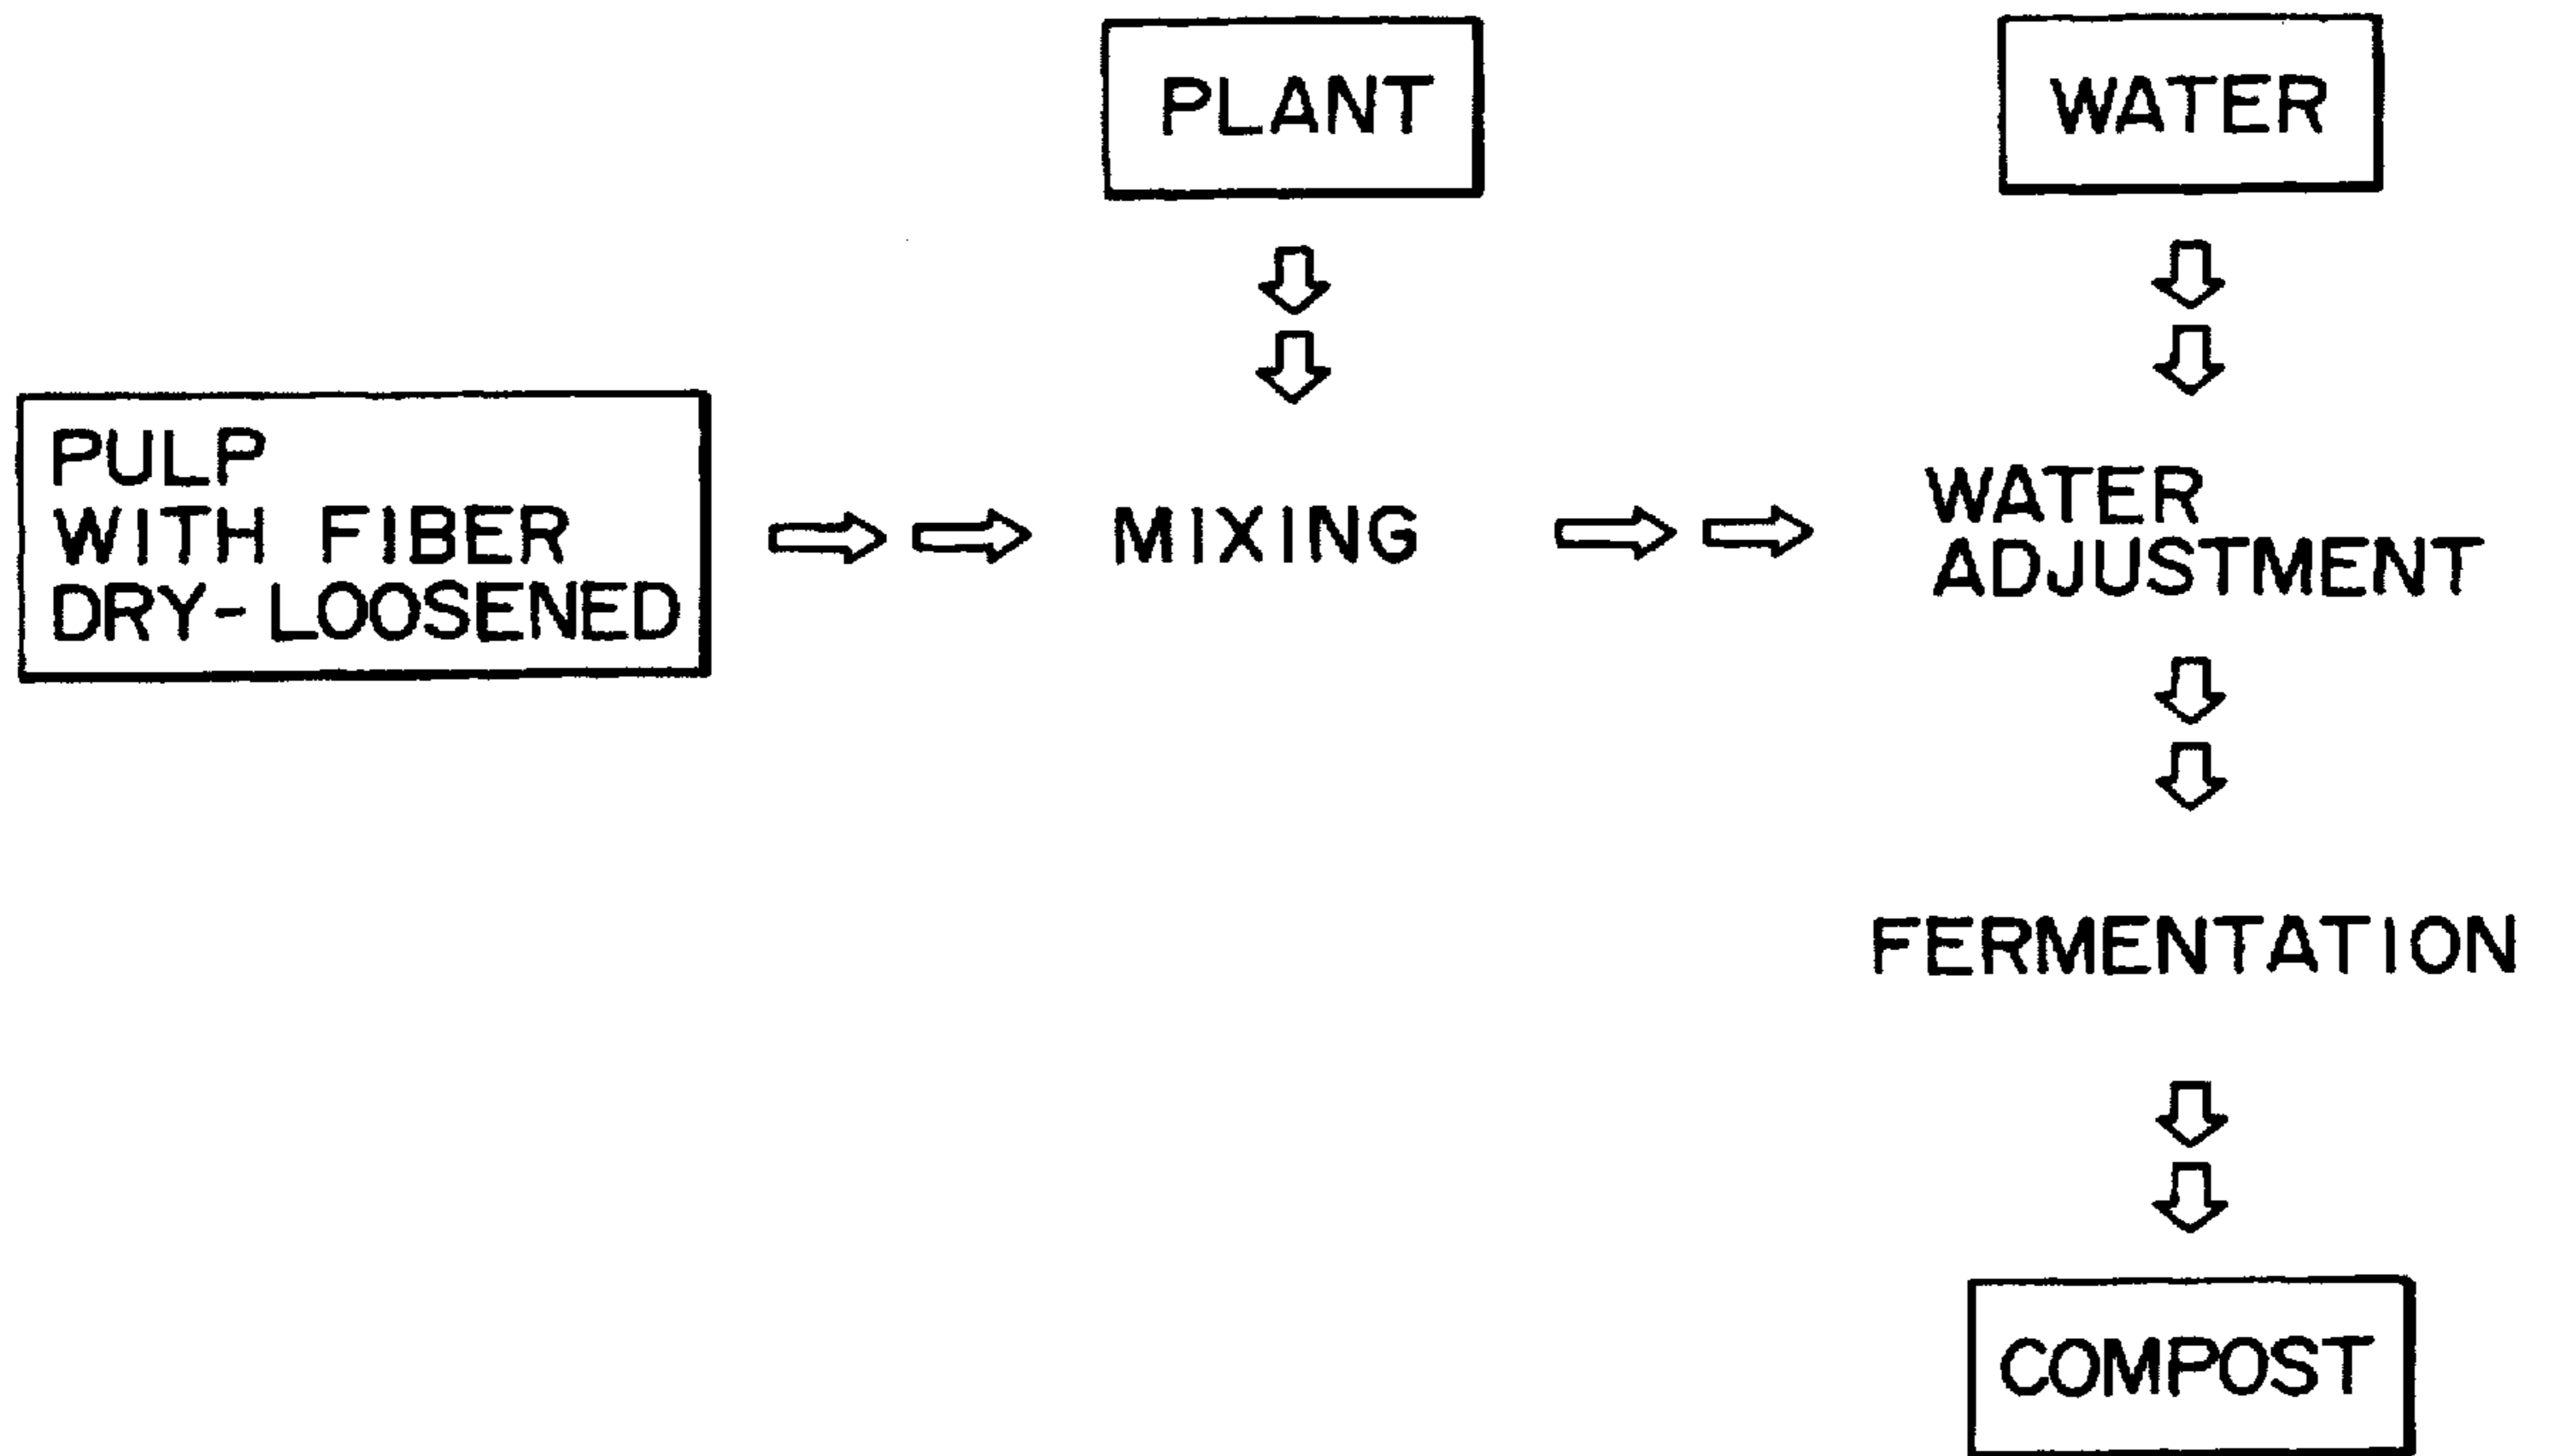 PLANT
WATER
PULP
WITH FIBER
DRY-LOOSENED
MIXING
WATER
ADJUSTMENT
FERMENTATION
COMPOST